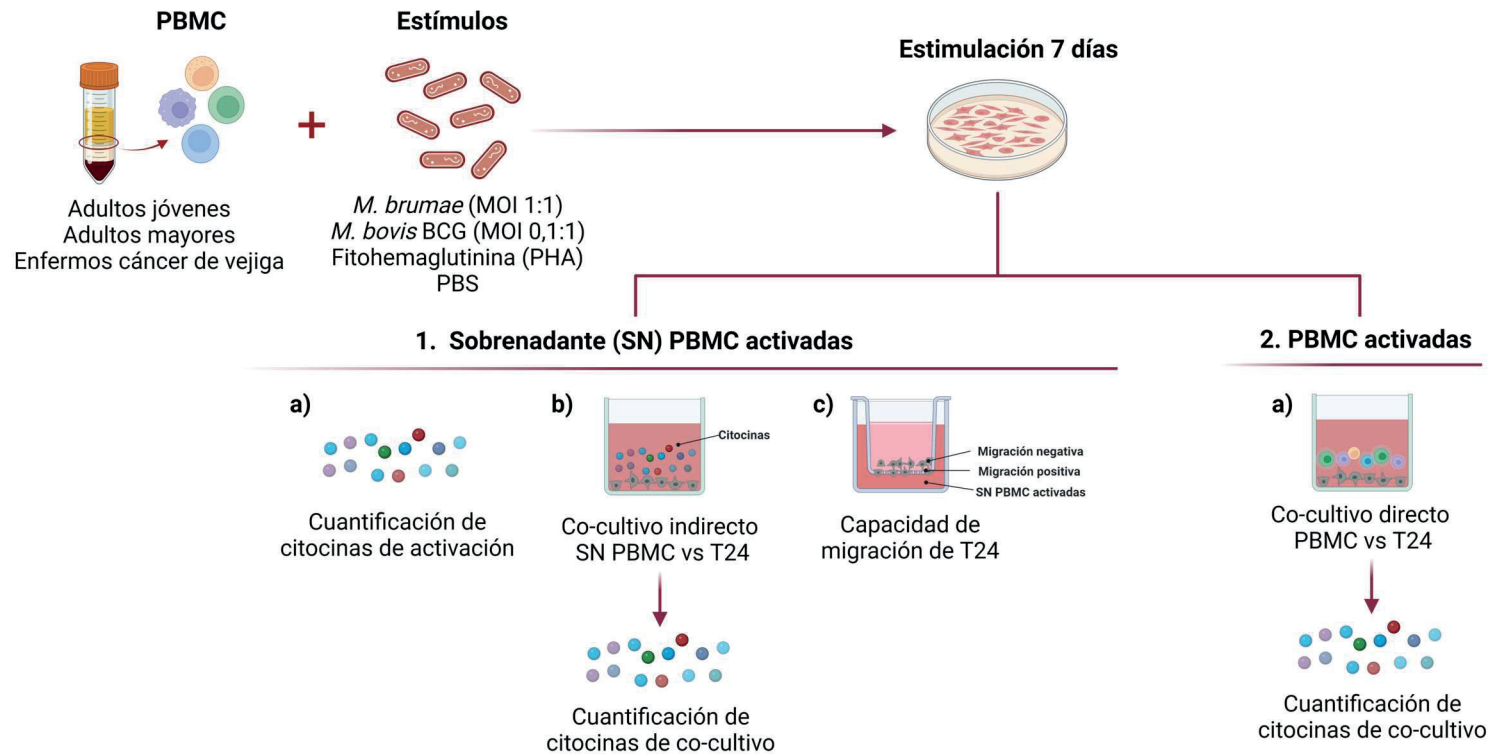 PBMC
Estímulos
Estimulación 7 días
Adultos jóvenes
Adultos mayores
Enfermos cáncer de vejiga
M. brumae (MOI 1:1)
M. bovis BCG (MOI 0,1:1)
Fitohemaglutinina (PHA)
PBS
1. Sobrenadante (SN) PBMC activadas
2. PBMC activadas
a)
Cuantificación de
citocinas de activación
b)
Citocinas
Co-cultivo indirecto
SN PBMC vs T24
Cuantificación de
citocinas de co-cultivo
c)
Migración negativa
Migración positiva
SN PBMC activadas
Capacidad de
migración de T24
a)
Co-cultivo directo
PBMC vs T24
Cuantificación de
citocinas de co-cultivo